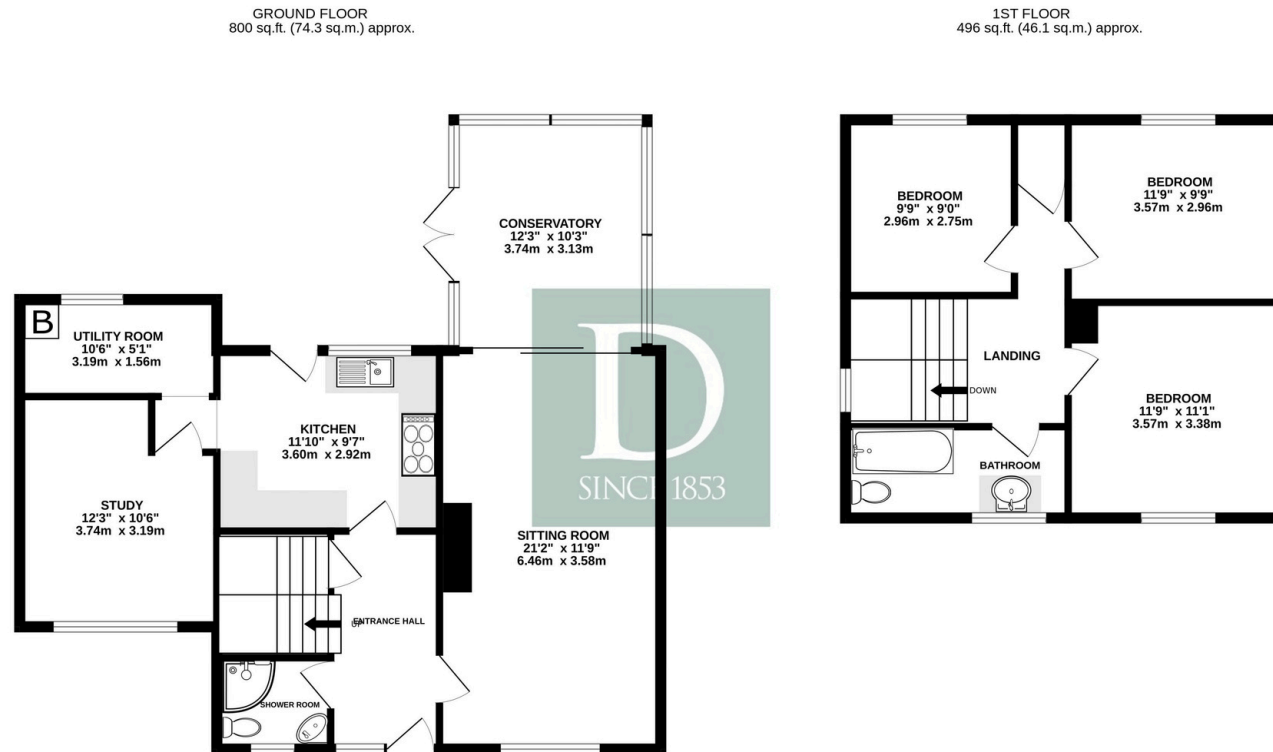 GROUND FLOOR
800 sq.ft. (74.3 sq.m.) approx.
1ST FLOOR
496 sq.ft. (46.1 sq.m.) approx.
CONSERVATORY
12'3" x 10'3"
3.74m x 3.13m
B
UTILITY ROOM
10'6" x 5'1"
3.19m x 1.56m
KITCHEN
11'10" x 9'7"
3.60m x 2.92m
STUDY
12'3" x 10'6"
3.74m x 3.19m
D
SINCE 1853
SITTING ROOM
21'2" x 11'9"
6.46m x 3.58m
UP
ENTRANCE HALL
SHOWER ROOM
BEDROOM
9'9" x 9'0"
2.96m x 2.75m
BEDROOM
11'9" x 9'9"
3.57m x 2.96m
LANDING
DOWN
BEDROOM
11'9" x 11'1"
3.57m x 3.38m
BATHROOM